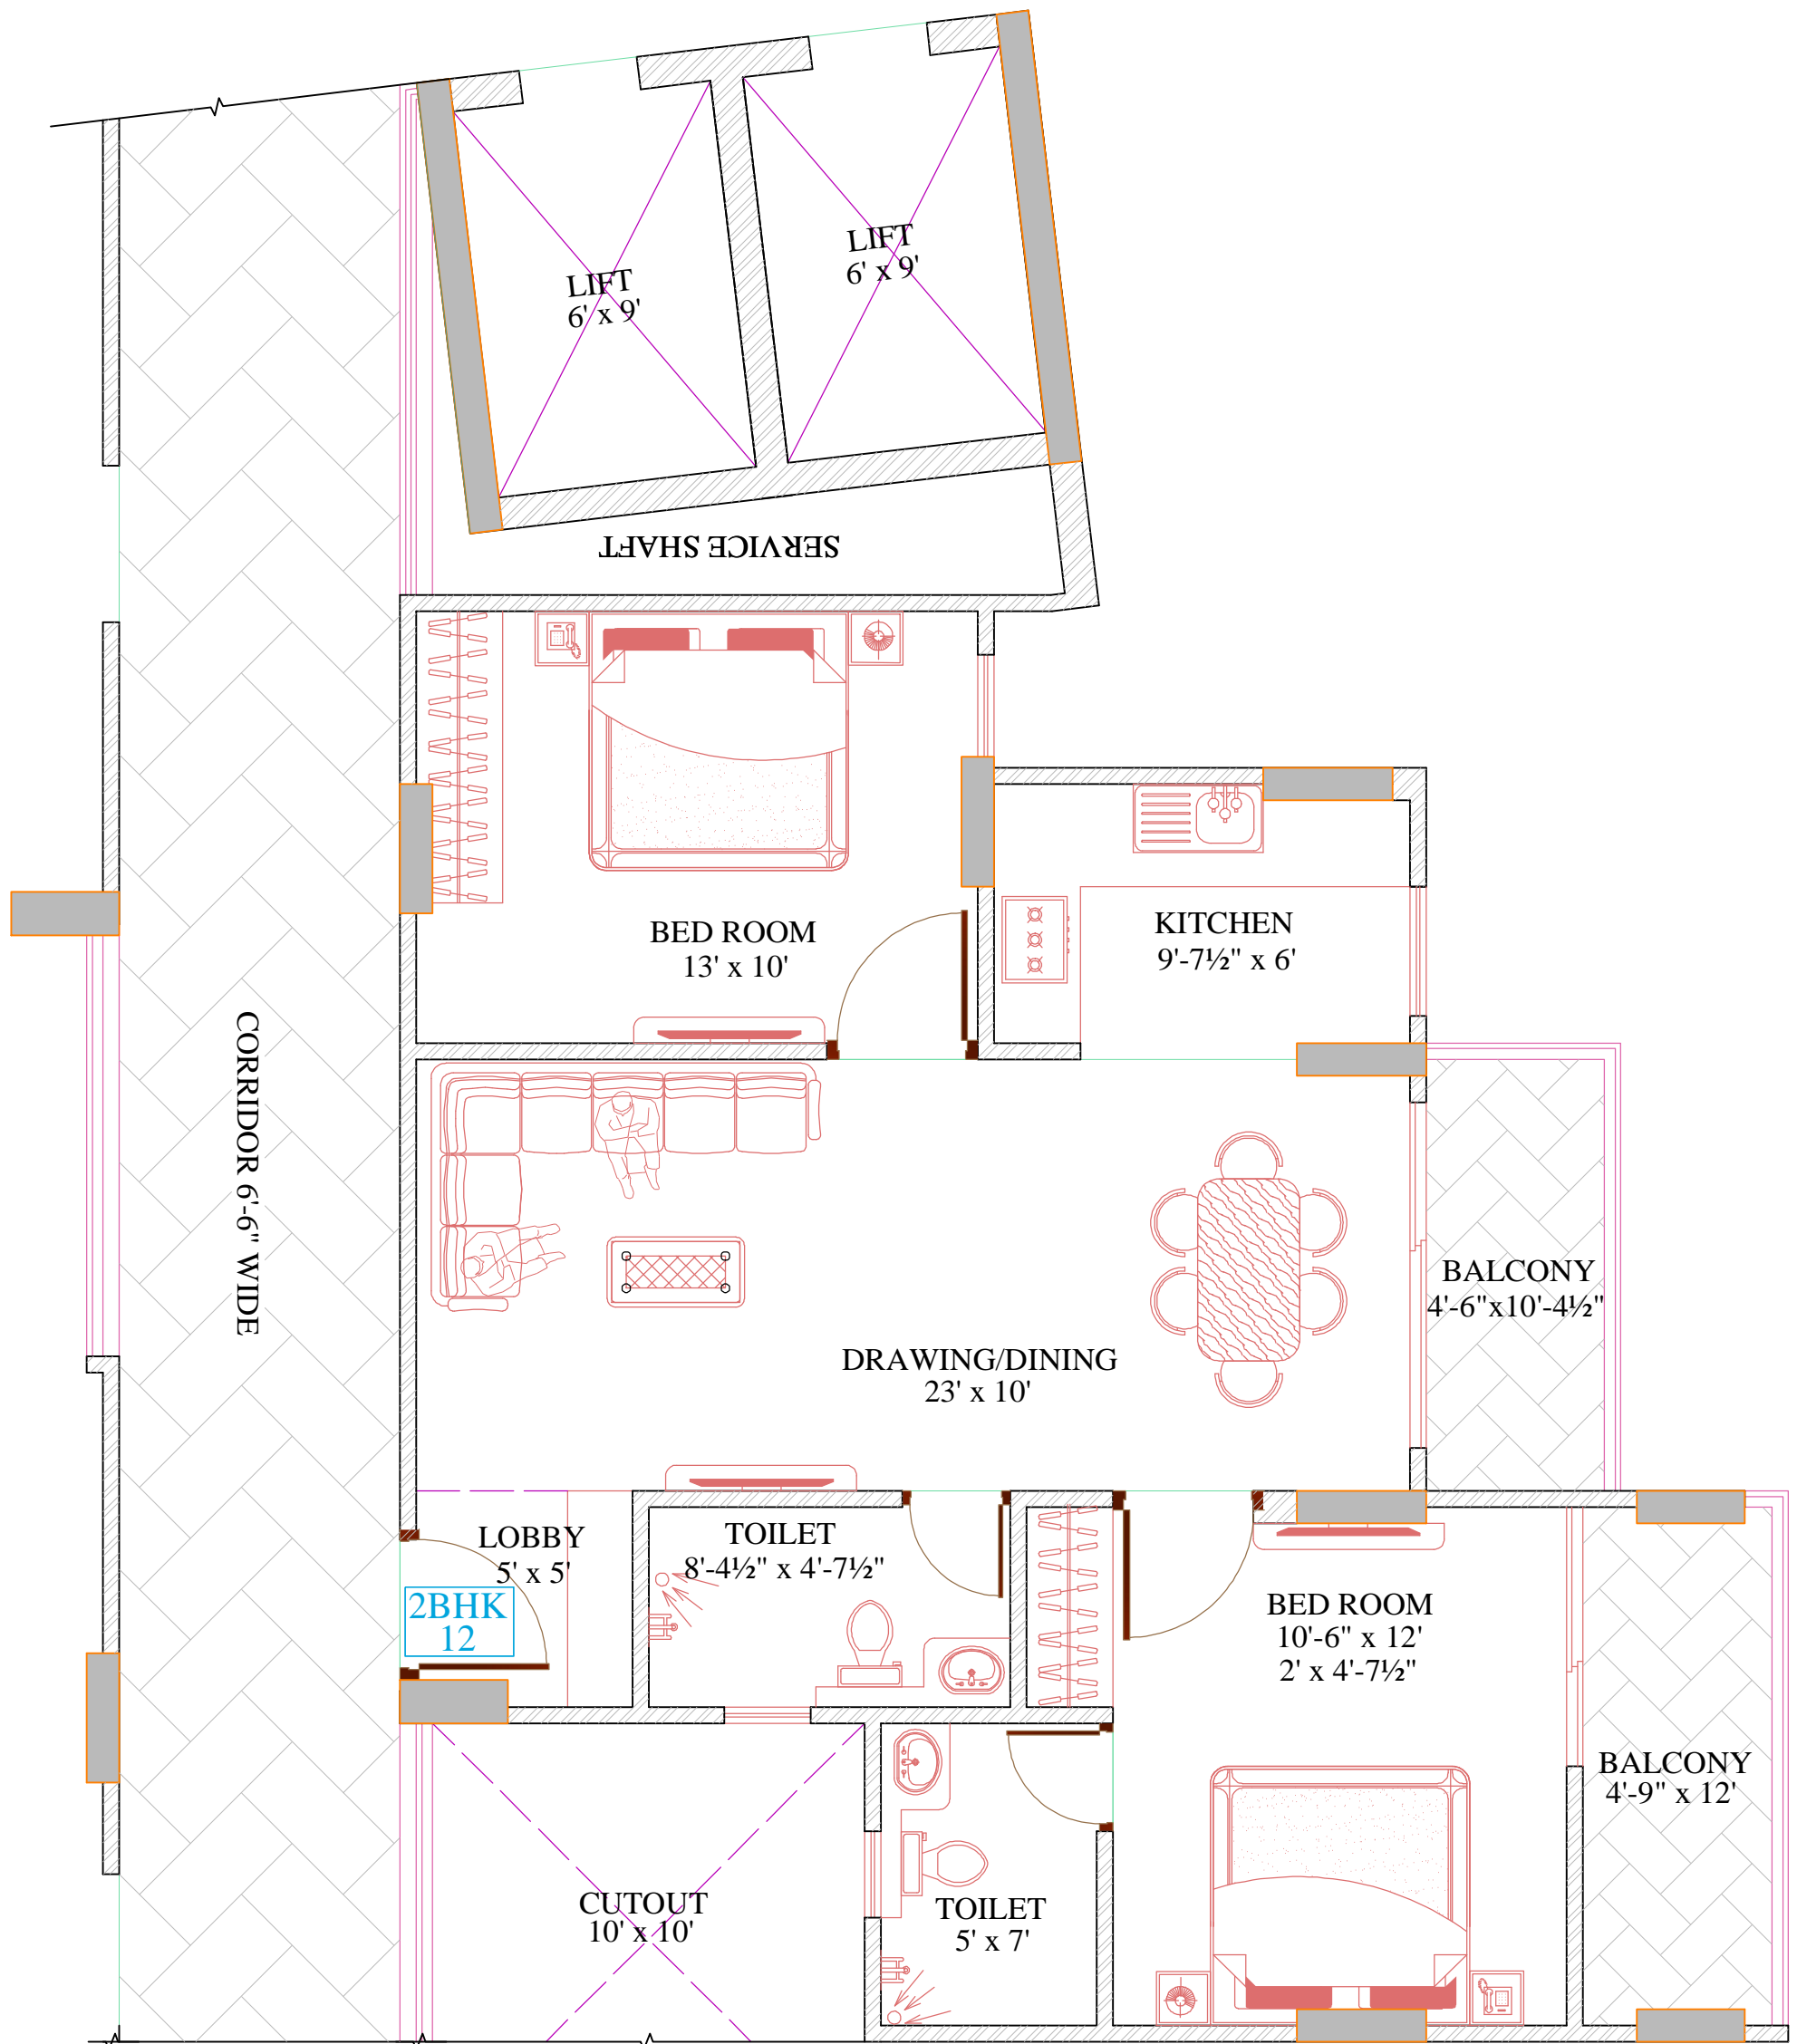 LIFT
6' x 9'
LIFT
6' x 9'
SERVICE SHAFT
BED ROOM
13' x 10'
KITCHEN
9'-7½" x 6'
CORRIDOR 6'-6" WIDE
BALCONY
4'-6"x10'-4½"
DRAWING/DINING
23' x 10'
LOBBY
5' x 5'
2BHK
12
TOILET
8'-4½" x 4'-7½"
BED ROOM
10'-6" x 12'
2' x 4'-7½"
BALCONY
4'-9" x 12'
CUTOUT
10' x 10'
TOILET
5' x 7'